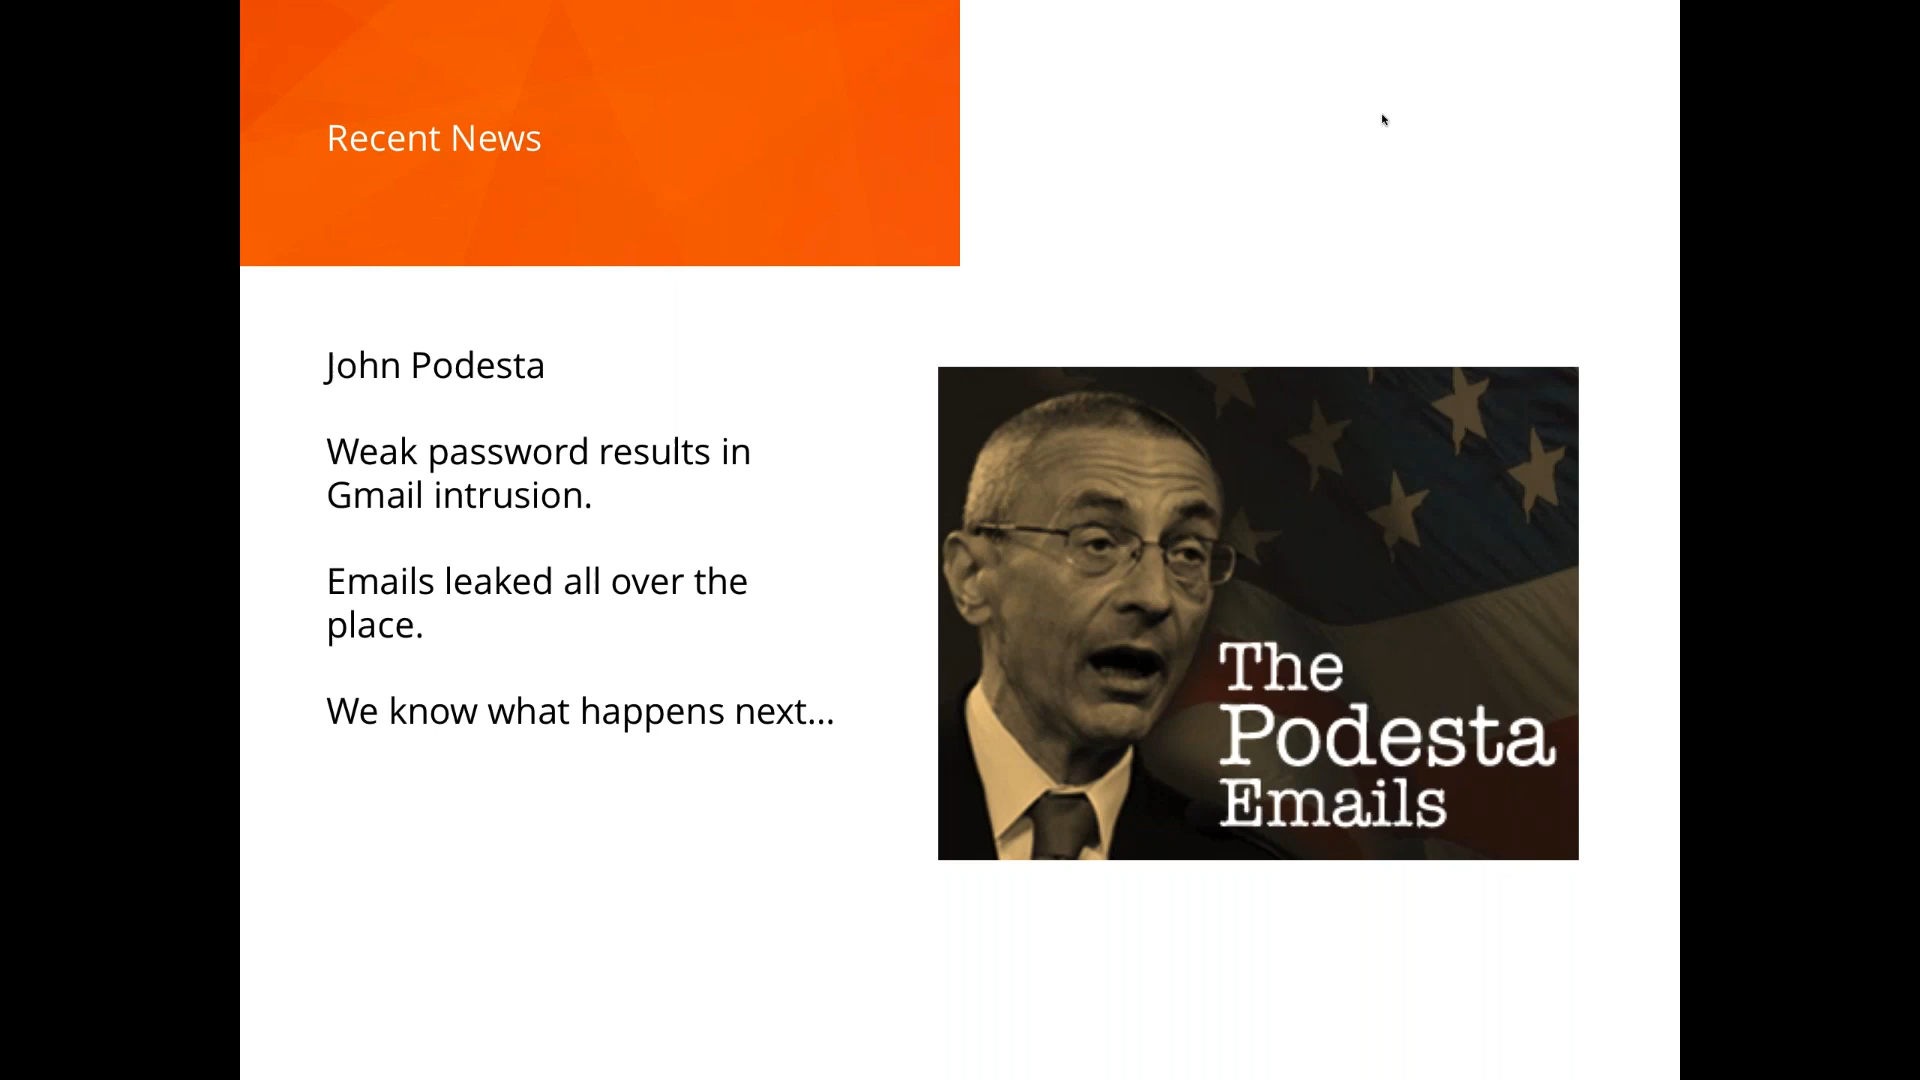 Recent News
John Podesta
Weak password results in
Gmail intrusion.
Emails leaked all over the
place.
We know what happens next...
The
Podesta
Emails